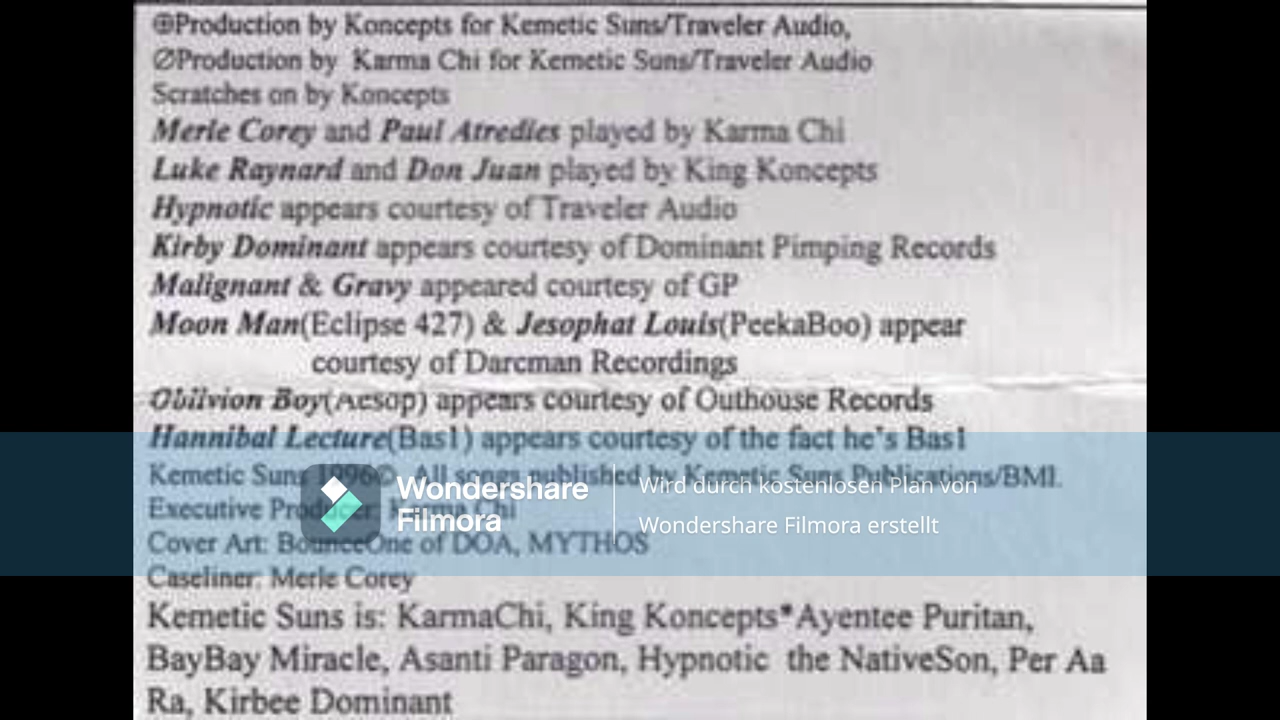 ⊕Production by Koncepts for Kemetic Suns/Traveler Audio,
∅Production by Karma Chi for Kemetic Suns/Traveler Audio
Scratches on by Koncepts
Merle Corey and Paul Atredies played by Karma Chi
Luke Raynard and Don Juan played by King Koncepts
Hypnotic appears courtesy of Traveler Audio
Kirby Dominant appears courtesy of Dominant Pimping Records
Malignant & Gravy appeared courtesy of GP
Moon Man(Eclipse 427) & Jesophat Louis(PeekaBoo) appear
courtesy of Darcman Recordings
Oblivion Boy(Aesop) appears courtesy of Outhouse Records
Hannibal Lecture(Bas1) appears courtesy of the fact he's Bas1
Kemetic Suns 1996©. All songs published by Kemetic Suns Publications/BMI.
Executive Producer: Karma Chi
Cover Art: BounceOne of DOA, MYTHOS
Caseliner: Merle Corey
Kemetic Suns is: KarmaChi, King Koncepts*Ayentee Puritan,
BayBay Miracle, Asanti Paragon, Hypnotic the NativeSon, Per Aa
Ra, Kirbee Dominant
Wondershare
Filmora
Wird durch kostenlosen Plan von
Wondershare Filmora erstellt